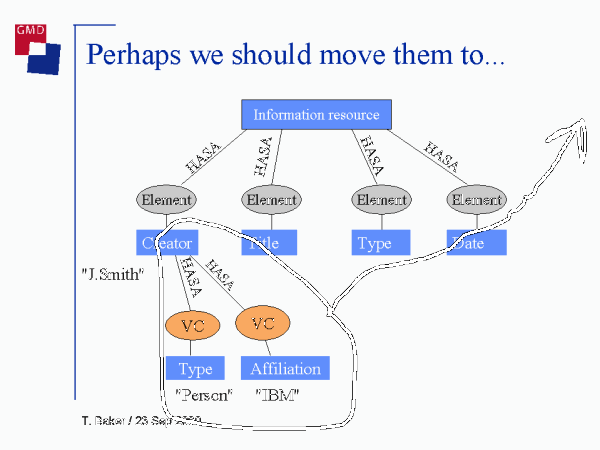 GMD
Perhaps we should move them to...
Information resource
HASA HASA HASA HASA
Element Element Element Element
Creator Title Type Date
"J.Smith" HASA HASA
VC VC
Type Affiliation
"Person" "IBM"
T. Baker / 23 Sep